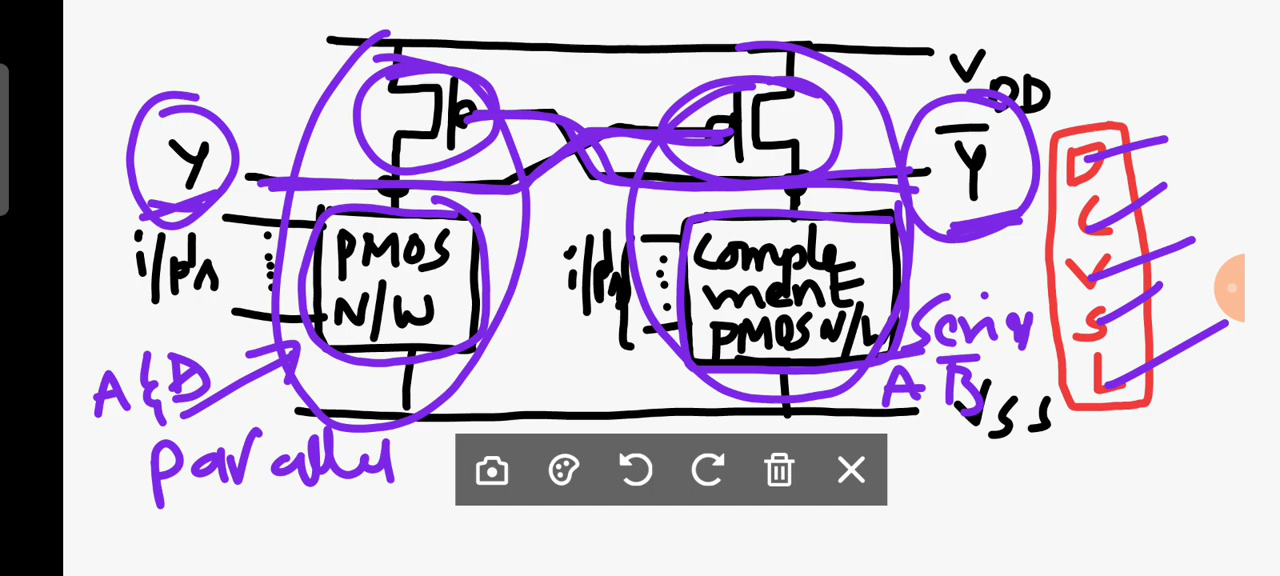 VDD
Y
Y̅
D
C
V
S
L
i/p
PMOS
N/W
i/p
Comple
ment
PMOS N/W
A & B
parallel
Series
A̅ B̅
VSS